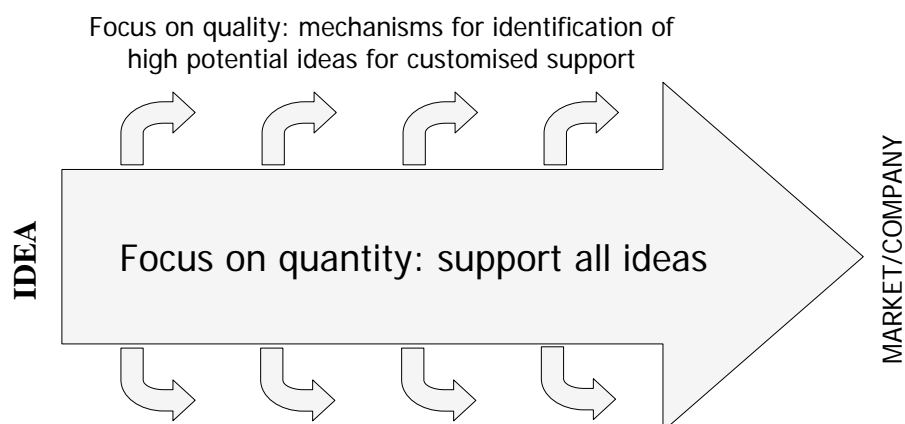 Focus on quality: mechanisms for identification of
high potential ideas for customised support
IDEA
Focus on quantity: support all ideas
MARKET/COMPANY